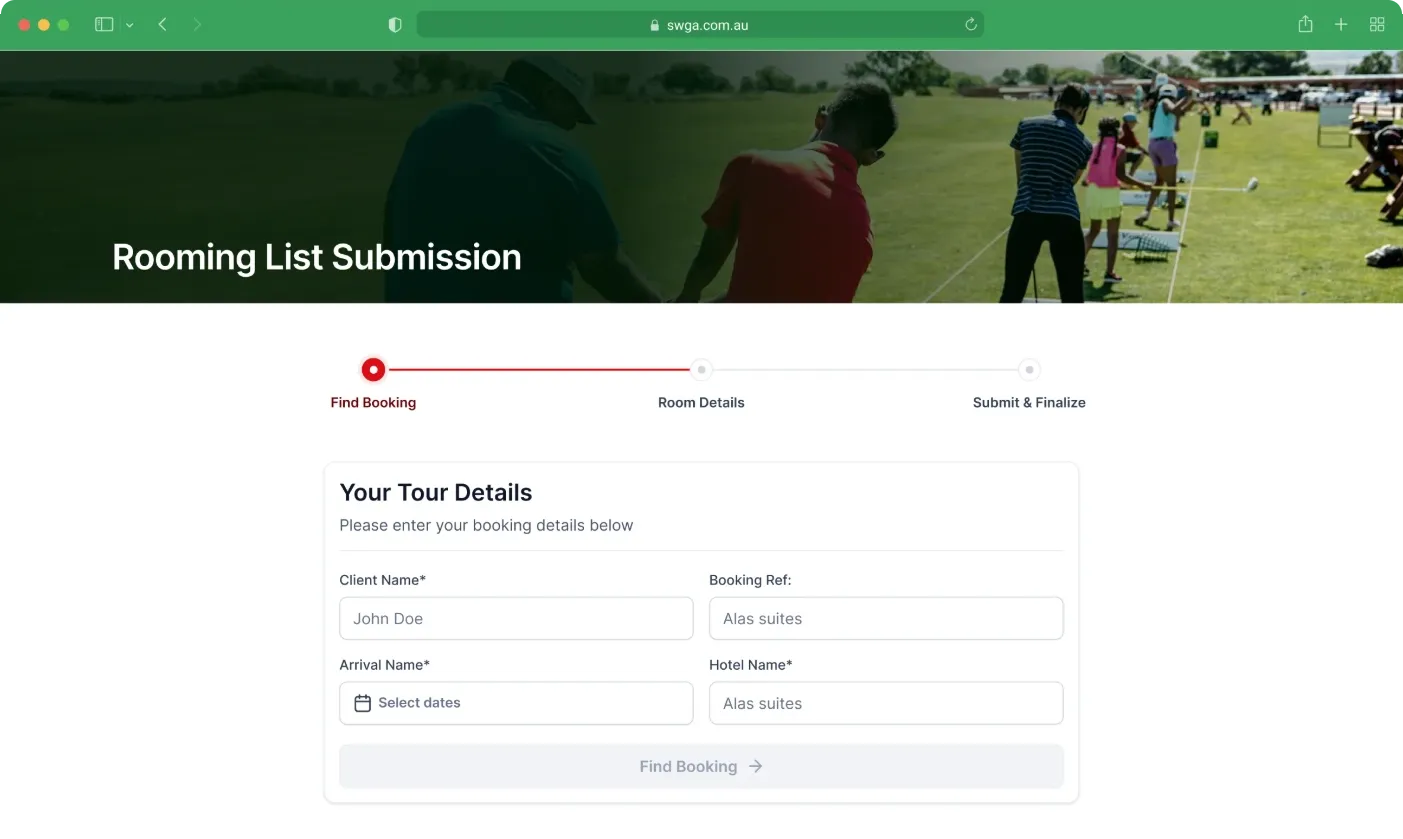 swga.com.au
Rooming List Submission
Find Booking
Room Details
Submit & Finalize
Your Tour Details
Please enter your booking details below
Client Name*
Booking Ref:
John Doe
Alas suites
Arrival Name*
Hotel Name*
Select dates
Alas suites
Find Booking